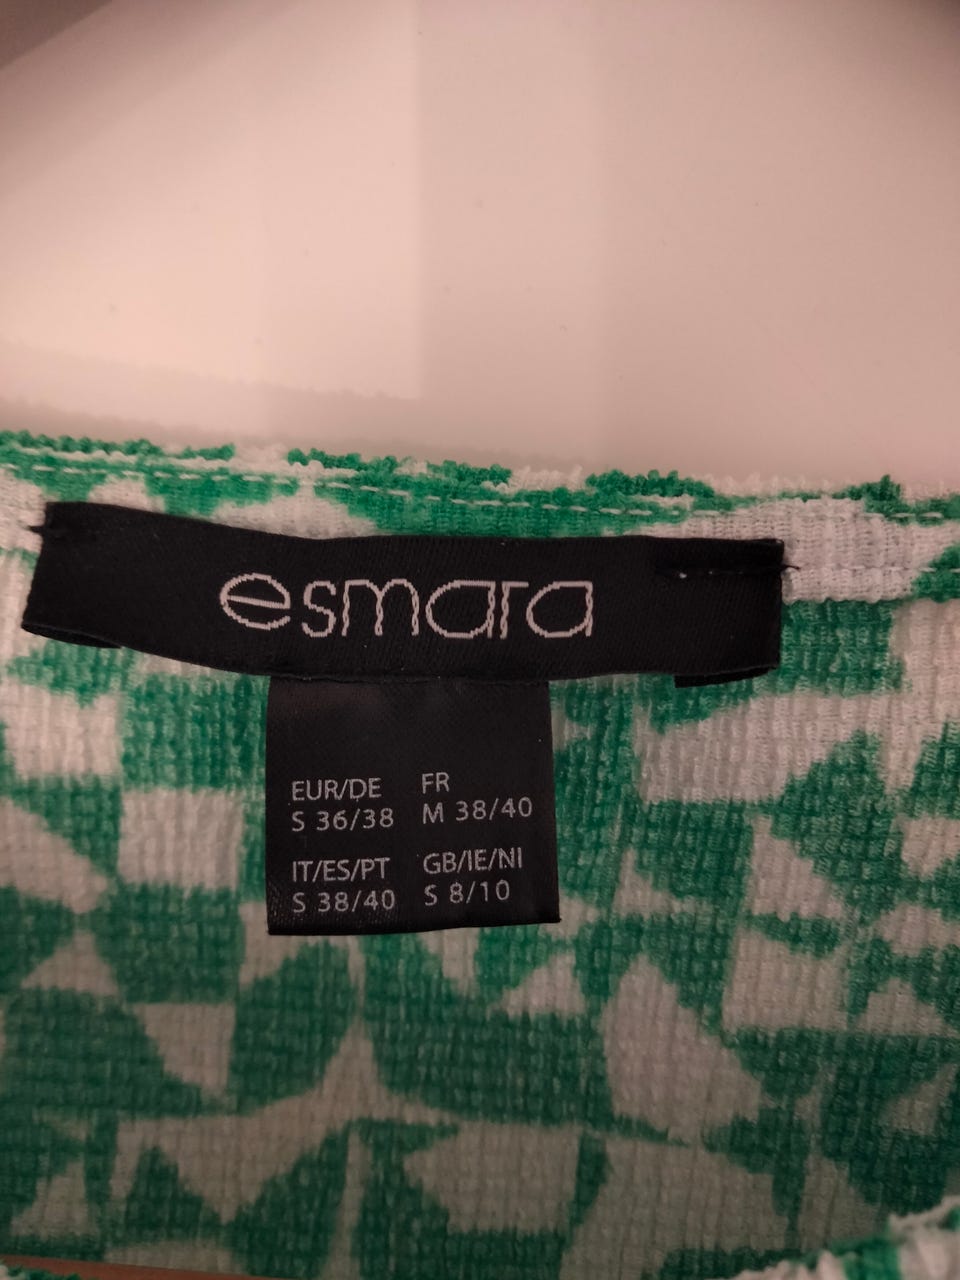 esmara
EUR/DE FR
S 36/38 M 38/40
IT/ES/PT GB/IE/NI
S 38/40 S 8/10